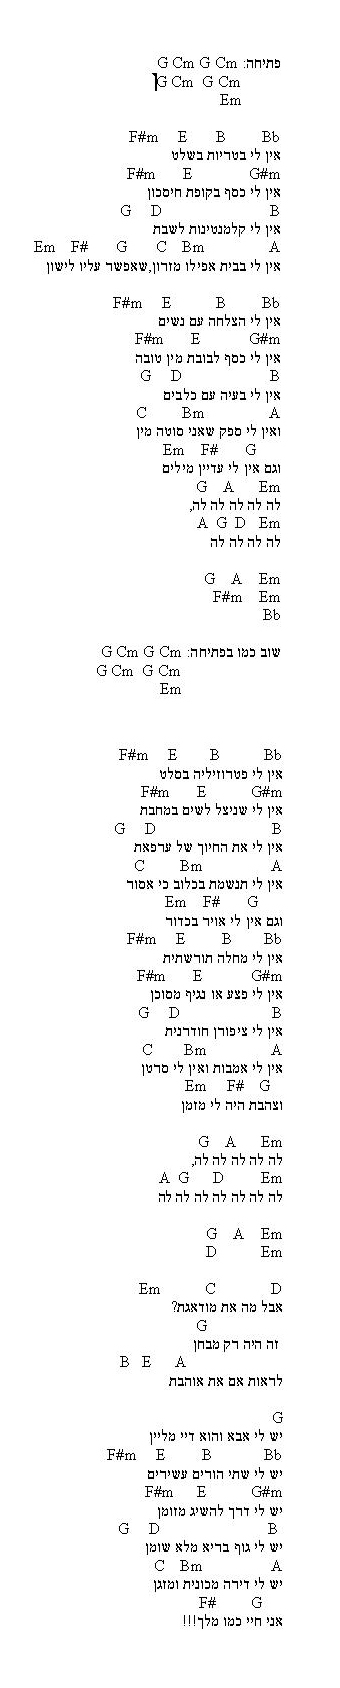 פתיחה: G Cm G Cm
G Cm  G Cm
Em
F#m     E       B         Bb
אין לי בטריות בשלט
F#m       E              G#m
אין לי כסף בקופת חיסכון
G     D                           B
אין לי קלמנטינות לשבת
Em    F#       G       C    Bm                A
אין לי בבית אפילו מזרון,שאפשר עליו לישון
F#m     E           B         Bb
אין לי הצלחה עם נשים
F#m       E            G#m
אין לי כסף לבובת מין טובה
G     D                       B
אין לי בעיה עם כלבים
C         Bm                A
ואין לי ספק שאני סוטה מין
Em    F#       G
וגם אין לי עדיין מילים
G    A      Em
לה לה לה לה לה,
A  G  D   Em
לה לה לה לה
G    A    Em
F#m    Em
Bb
שוב כמו בפתיחה: G Cm G Cm
G Cm  G Cm
Em
F#m     E        B           Bb
אין לי פטרוזיליה בסלט
F#m       E           G#m
אין לי שניצל לשים במחבת
G     D                             B
אין לי את החיוך של ערפאת
C         Bm                 A
אין לי תנשמת בכלוב כי אסור
Em    F#       G
וגם אין לי אויר בכדור
F#m     E         B        Bb
אין לי מחלה תורשתית
F#m       E            G#m
אין לי פצע או נגיף מסוכן
G     D                       B
אין לי ציפורן חודרנית
C        Bm                A
אין לי אמבות ואין לי סרטן
Em     F#    G
וצהבת היה לי מזמן
G    A      Em
לה לה לה לה לה,
A  G      D         Em
לה לה לה לה לה לה לה
G    A    Em
D           Em
Em           C              D
אבל מה את מודאגת?
G
זה היה רק מבחן
B   E      A
לראות אם את אוהבת
G
יש לי אבא והוא דיי מליין
F#m     E         B             Bb
יש לי שתי הורים עשירים
F#m      E           G#m
יש לי דרך להשיג מזומן
G     D                           B
יש לי גוף בריא מלא שומן
C    Bm                 A
יש לי דירה מכונית ומזגן
F#         G
אני חיי כמו מלך!!!